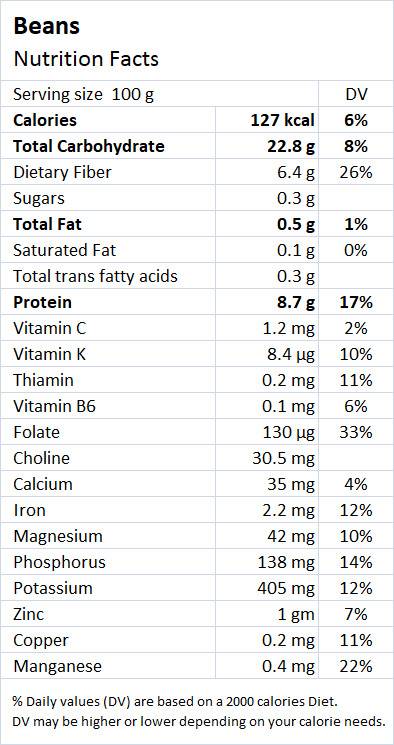 Beans
Nutrition Facts
Serving size 100 g DV
Calories 127 kcal 6%
Total Carbohydrate 22.8 g 8%
Dietary Fiber 6.4 g 26%
Sugars 0.3 g
Total Fat 0.5 g 1%
Saturated Fat 0.1 g 0%
Total trans fatty acids 0.3 g
Protein 8.7 g 17%
Vitamin C 1.2 mg 2%
Vitamin K 8.4 µg 10%
Thiamin 0.2 mg 11%
Vitamin B6 0.1 mg 6%
Folate 130 µg 33%
Choline 30.5 mg
Calcium 35 mg 4%
Iron 2.2 mg 12%
Magnesium 42 mg 10%
Phosphorus 138 mg 14%
Potassium 405 mg 12%
Zinc 1 gm 7%
Copper 0.2 mg 11%
Manganese 0.4 mg 22%
% Daily values (DV) are based on a 2000 calories Diet.
DV may be higher or lower depending on your calorie needs.